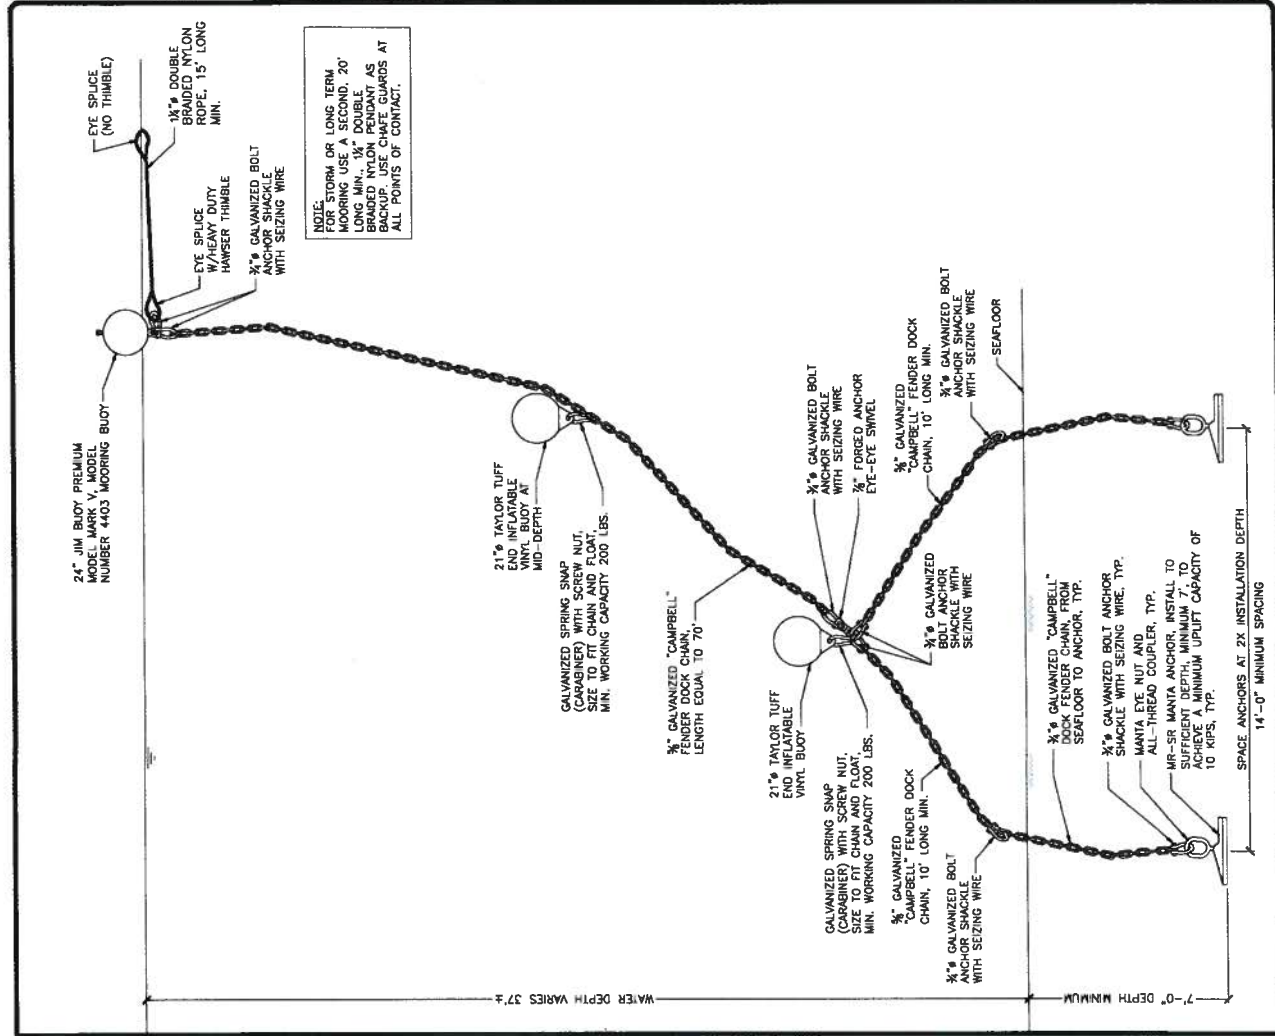 24" JIM BUOY PREMIUM
MODEL MARK V, MODEL
NUMBER 4403 MOORING BUOY
EYE SPLICE
(NO THIMBLE)
1¼"ø DOUBLE
BRAIDED NYLON
ROPE, 15' LONG
MIN.
EYE SPLICE
W/HEAVY DUTY
HAWSER THIMBLE
¾"ø GALVANIZED BOLT
ANCHOR SHACKLE
WITH SEIZING WIRE
NOTE:
FOR STORM OR LONG TERM
MOORING USE A SECOND, 20'
LONG MIN., 1¼" DOUBLE
BRAIDED NYLON PENDANT AS
BACKUP. USE CHAFE GUARDS AT
ALL POINTS OF CONTACT.
21"ø TAYLOR TUFF
END INFLATABLE
VINYL BUOY AT
MID-DEPTH
GALVANIZED SPRING SNAP
(CARABINER) WITH SCREW NUT,
SIZE TO FIT CHAIN AND FLOAT,
MIN. WORKING CAPACITY 200 LBS.
GALVANIZED "CAMPBELL"
FENDER DOCK CHAIN,
LENGTH EQUAL TO 70'
21"ø TAYLOR TUFF
END INFLATABLE
VINYL BUOY
GALVANIZED SPRING SNAP
(CARABINER) WITH SCREW NUT,
SIZE TO FIT CHAIN AND FLOAT,
MIN. WORKING CAPACITY 200 LBS.
¾"ø GALVANIZED BOLT
ANCHOR SHACKLE
WITH SEIZING WIRE
FORGED ANCHOR
EYE-EYE SWIVEL
GALVANIZED
"CAMPBELL" FENDER DOCK
CHAIN, 10' LONG MIN.
¾"ø GALVANIZED BOLT
ANCHOR SHACKLE
WITH SEIZING WIRE
SEAFLOOR
¾"ø GALVANIZED
BOLT ANCHOR
SHACKLE WITH
SEIZING WIRE
GALVANIZED
"CAMPBELL" FENDER DOCK
CHAIN, 10' LONG MIN.
¾"ø GALVANIZED BOLT
ANCHOR SHACKLE
WITH SEIZING WIRE
¾"ø GALVANIZED "CAMPBELL"
DOCK FENDER CHAIN, FROM
SEAFLOOR TO ANCHOR, TYP.
¾"ø GALVANIZED BOLT ANCHOR
SHACKLE WITH SEIZING WIRE, TYP.
MANTA EYE NUT AND
ALL-THREAD COUPLER, TYP.
MR-SR MANTA ANCHOR, INSTALL TO
SUFFICIENT DEPTH, MINIMUM 7', TO
ACHIEVE A MINIMUM UPLIFT CAPACITY OF
10 KIPS, TYP.
SPACE ANCHORS AT 2X INSTALLATION DEPTH
14'-0" MINIMUM SPACING
WATER DEPTH VARIES 37'±
7'-0" DEPTH MINIMUM